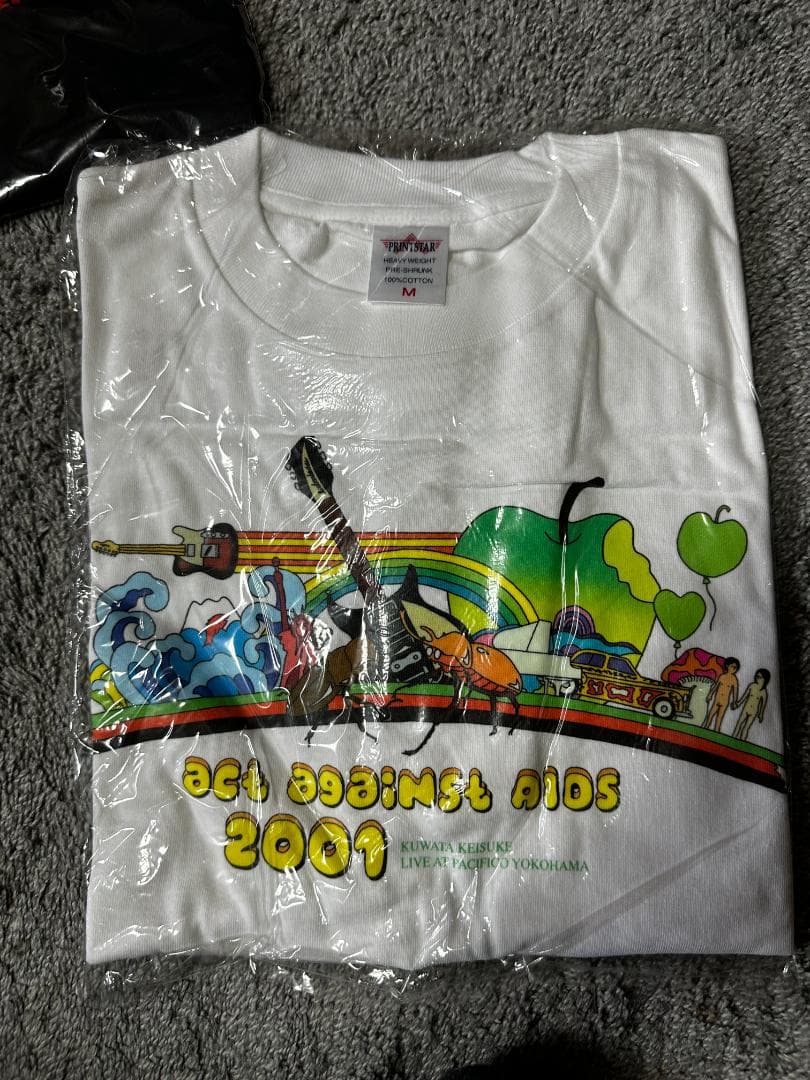 PRINTSTAR
HEAVY WEIGHT
PRE-SHRUNK
100%COTTON
M
act against AIDS
2001
KUWATA KEISUKE
LIVE AT PACIFICO YOKOHAMA